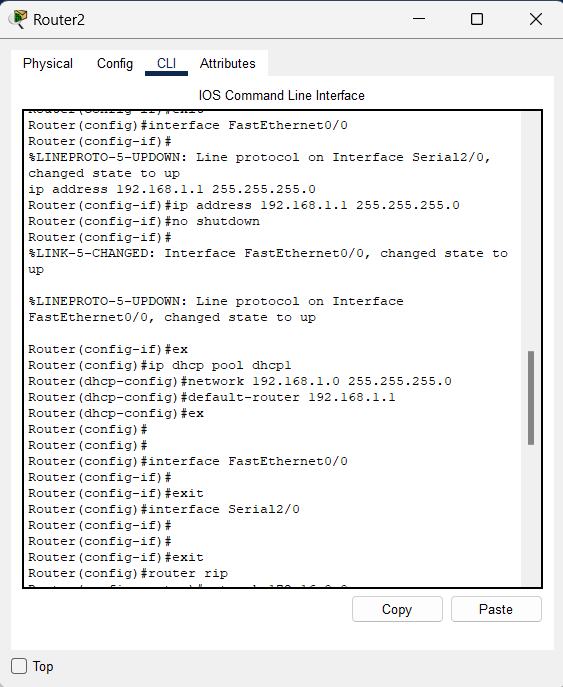 Router2
Physical Config CLI Attributes
IOS Command Line Interface
Router(config-if)#exit
Router(config)#interface FastEthernet0/0
Router(config-if)#
%LINEPROTO-5-UPDOWN: Line protocol on Interface Serial2/0,
changed state to up
ip address 192.168.1.1 255.255.255.0
Router(config-if)#ip address 192.168.1.1 255.255.255.0
Router(config-if)#no shutdown
Router(config-if)#
%LINK-5-CHANGED: Interface FastEthernet0/0, changed state to
up
%LINEPROTO-5-UPDOWN: Line protocol on Interface
FastEthernet0/0, changed state to up
Router(config-if)#ex
Router(config)#ip dhcp pool dhcp1
Router(dhcp-config)#network 192.168.1.0 255.255.255.0
Router(dhcp-config)#default-router 192.168.1.1
Router(dhcp-config)#ex
Router(config)#
Router(config)#
Router(config)#interface FastEthernet0/0
Router(config-if)#
Router(config-if)#exit
Router(config)#interface Serial2/0
Router(config-if)#
Router(config-if)#
Router(config-if)#exit
Router(config)#router rip
Copy Paste
Top